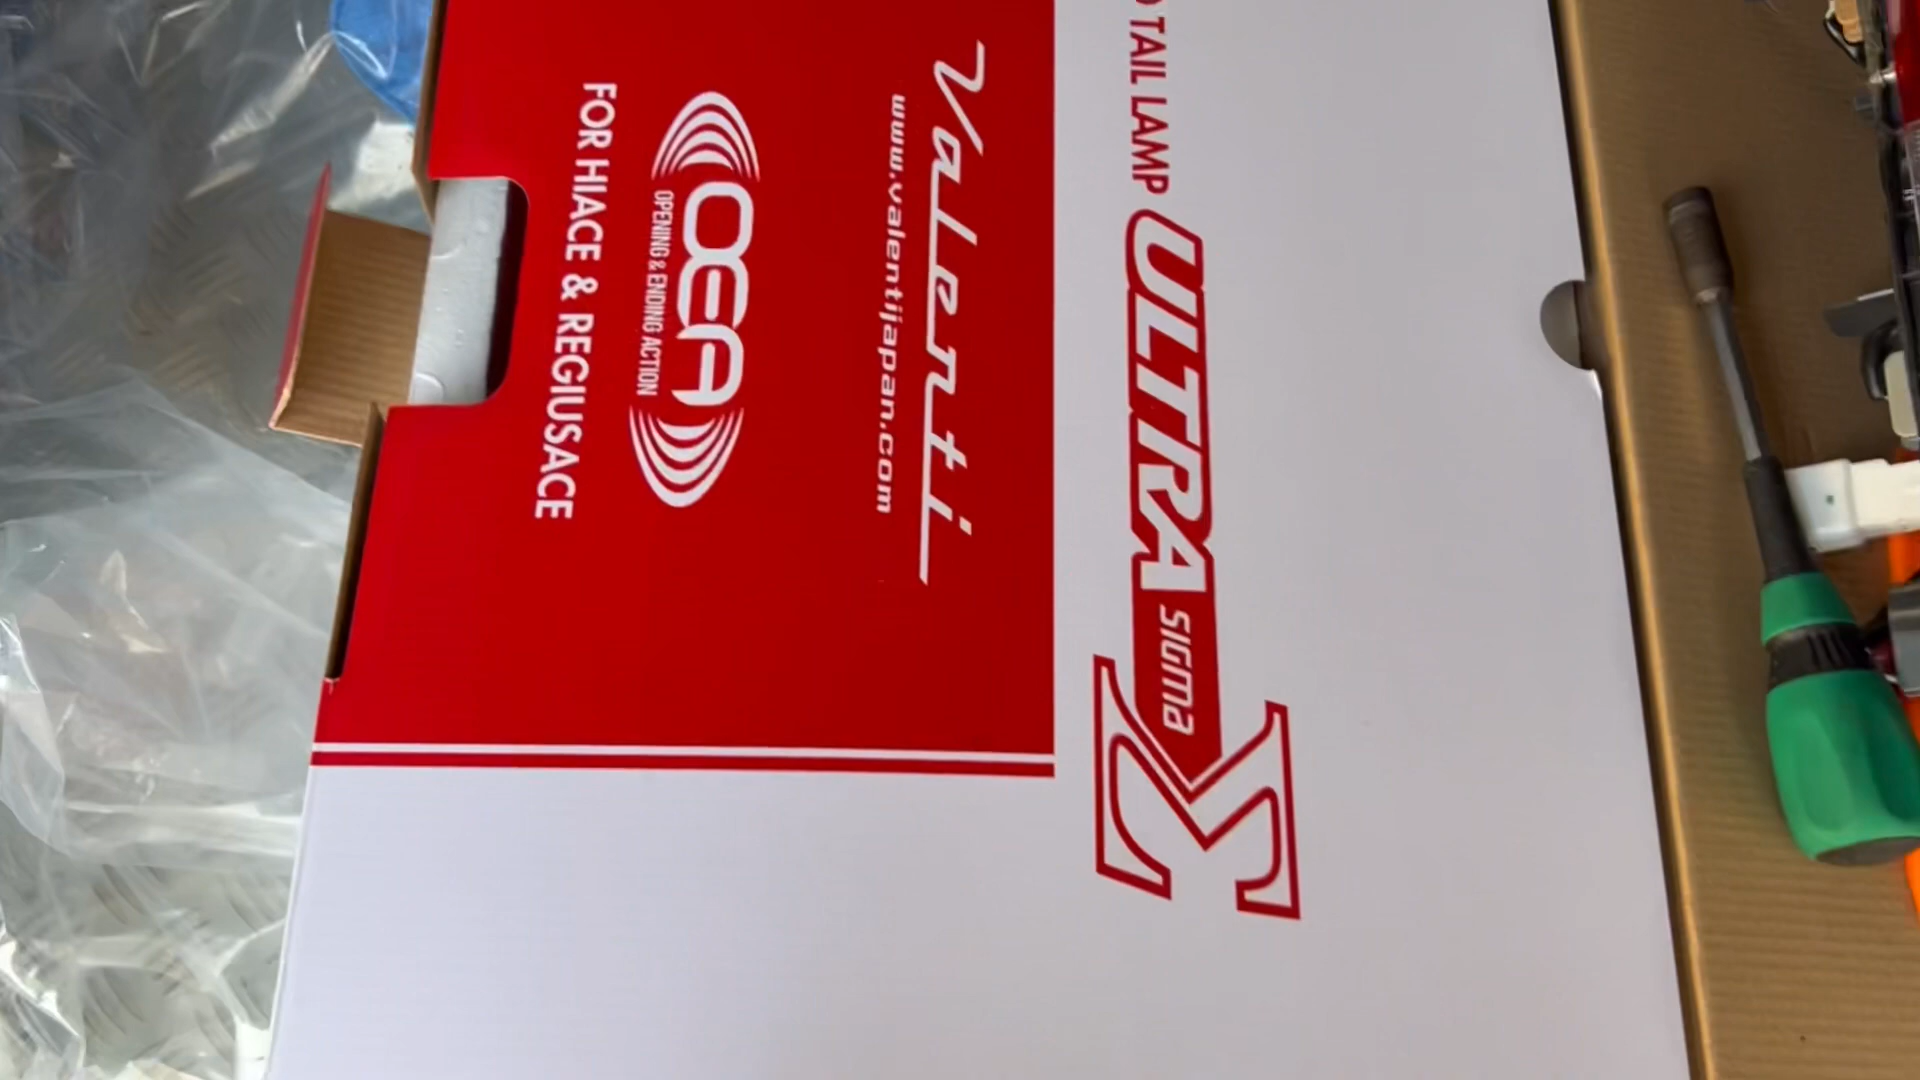 TAIL LAMP ULTRA SIGMA
Σ
Valenti
www.valentijapan.com
OEA
OPENING & ENDING ACTION
FOR HIACE & REGIUSACE